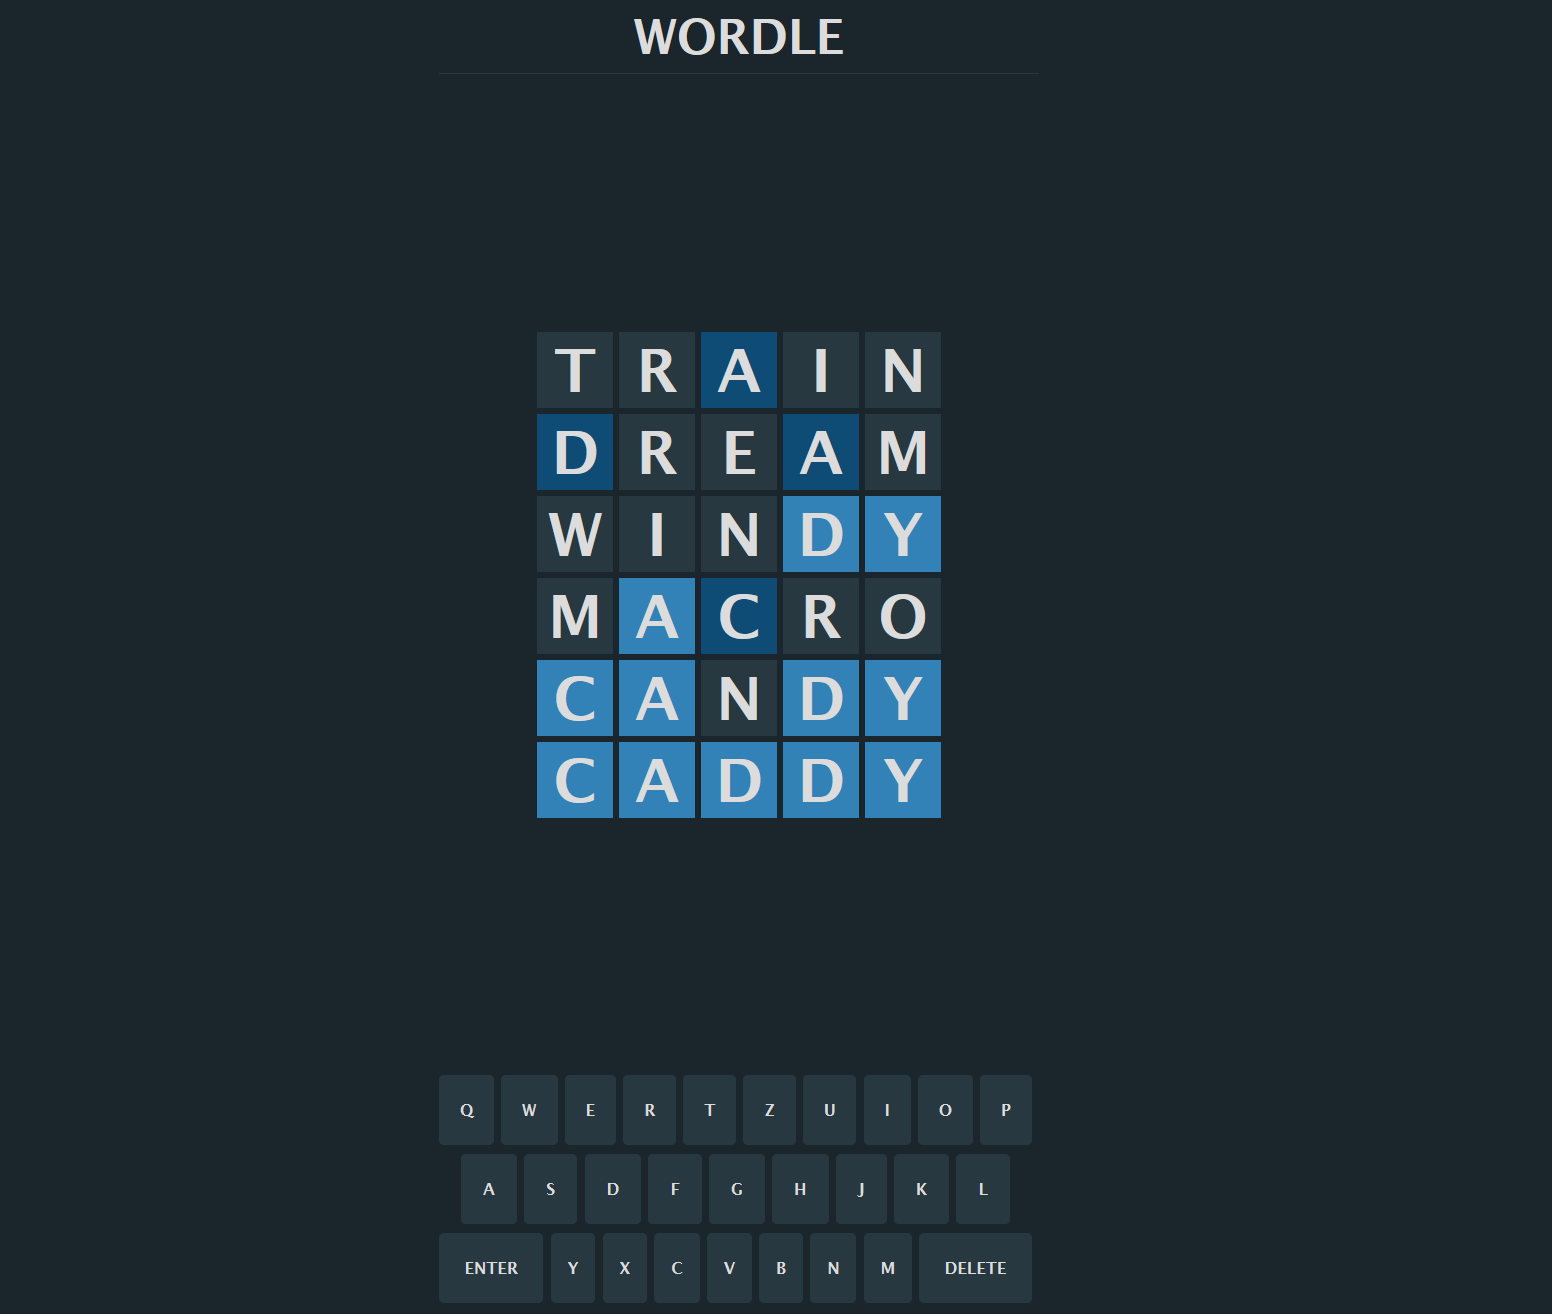 WORDLE
T R A I N
D R E A M
W I N D Y
M A C R O
C A N D Y
C A D D Y
Q W E R T Z U I O P
A S D F G H J K L
ENTER Y X C V B N M DELETE